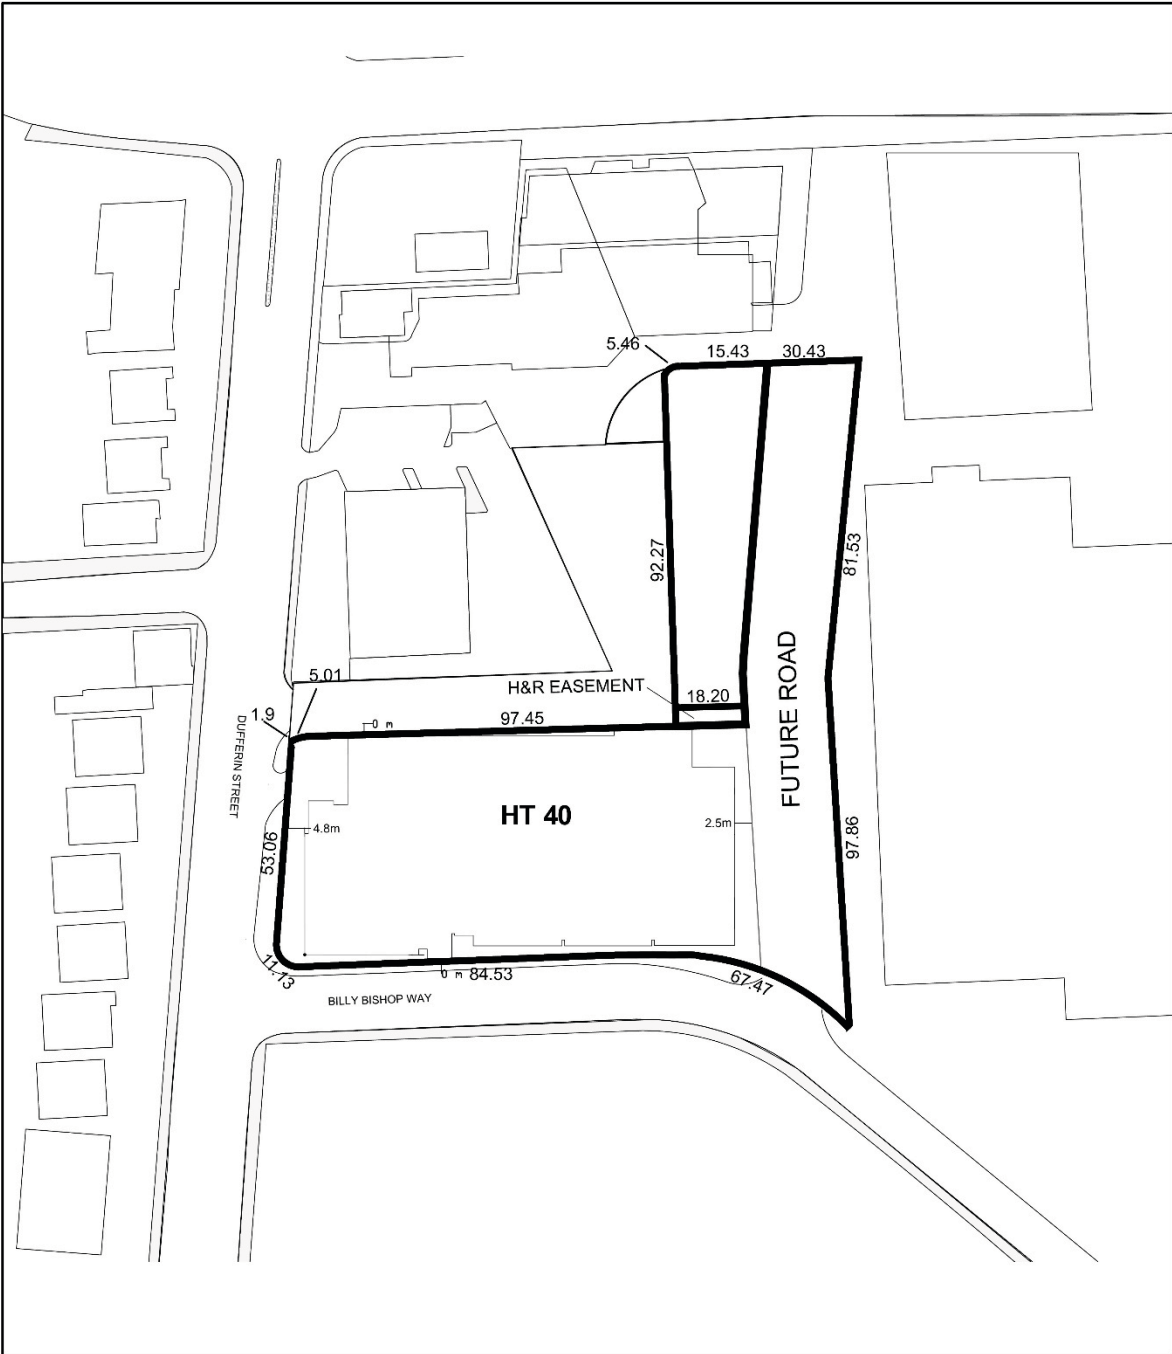 5.46
15.43
30.43
92.27
81.53
5.01
H&R EASEMENT
18.20
1.9
0 m
97.45
DUFFERIN STREET
FUTURE ROAD
HT 40
4.8m
2.5m
53.06
97.86
11.13
0 m
84.53
67.47
BILLY BISHOP WAY